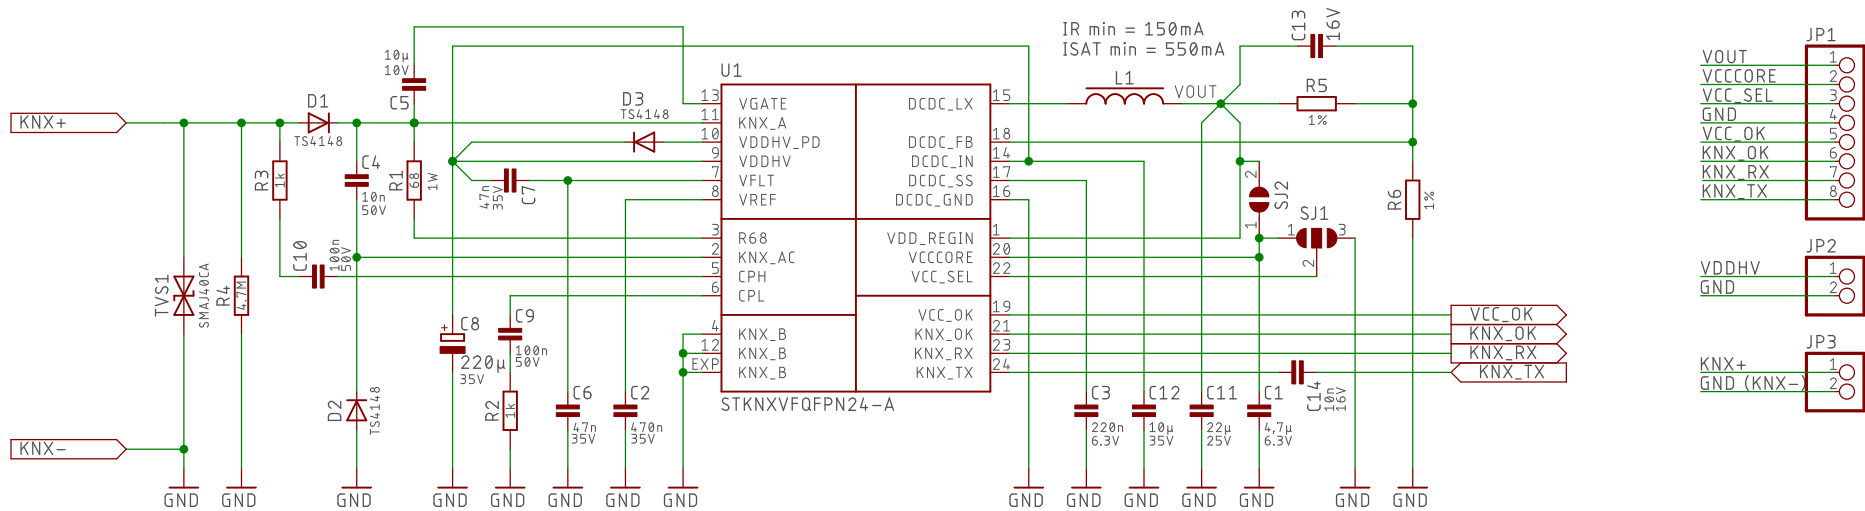 KNX+
KNX-
D1
TS4148
R3
1k
C10
100n
50V
TVS1
SMAJ40CA
R4
4.7M
GND
GND
C4
10n
50V
D2
TS4148
GND
10µ
10V
C5
R1
68
1W
D3
TS4148
47n
35V
C7
C8
+
220µ
35V
GND
C9
100n
50V
R2
1k
GND
C6
47n
35V
GND
C2
470n
35V
GND
GND
U1
13 VGATE
11 KNX_A
10 VDDHV_PD
9 VDDHV
7 VFLT
8 VREF
3 R68
2 KNX_AC
5 CPH
6 CPL
4 KNX_B
12 KNX_B
EXP KNX_B
DCDC_LX 15
DCDC_FB 18
DCDC_IN 14
DCDC_SS 17
DCDC_GND 16
VDD_REGIN 1
VCCCORE 20
VCC_SEL 22
VCC_OK 19
KNX_OK 21
KNX_RX 23
KNX_TX 24
STKNXVFQFPN24-A
IR min = 150mA
ISAT min = 550mA
L1
VOUT
C13
16V
R5
1%
R6
1%
SJ2
2
1
SJ1
1
3
2
GND
C3
220n
6.3V
GND
C12
10µ
35V
GND
C11
22µ
25V
GND
C1
4,7µ
6.3V
GND
C14
10n
16V
GND
GND
VCC_OK
KNX_OK
KNX_RX
KNX_TX
JP1
VOUT 1
VCCCORE 2
VCC_SEL 3
GND 4
VCC_OK 5
KNX_OK 6
KNX_RX 7
KNX_TX 8
JP2
VDDHV 1
GND 2
JP3
KNX+ 1
GND (KNX-) 2